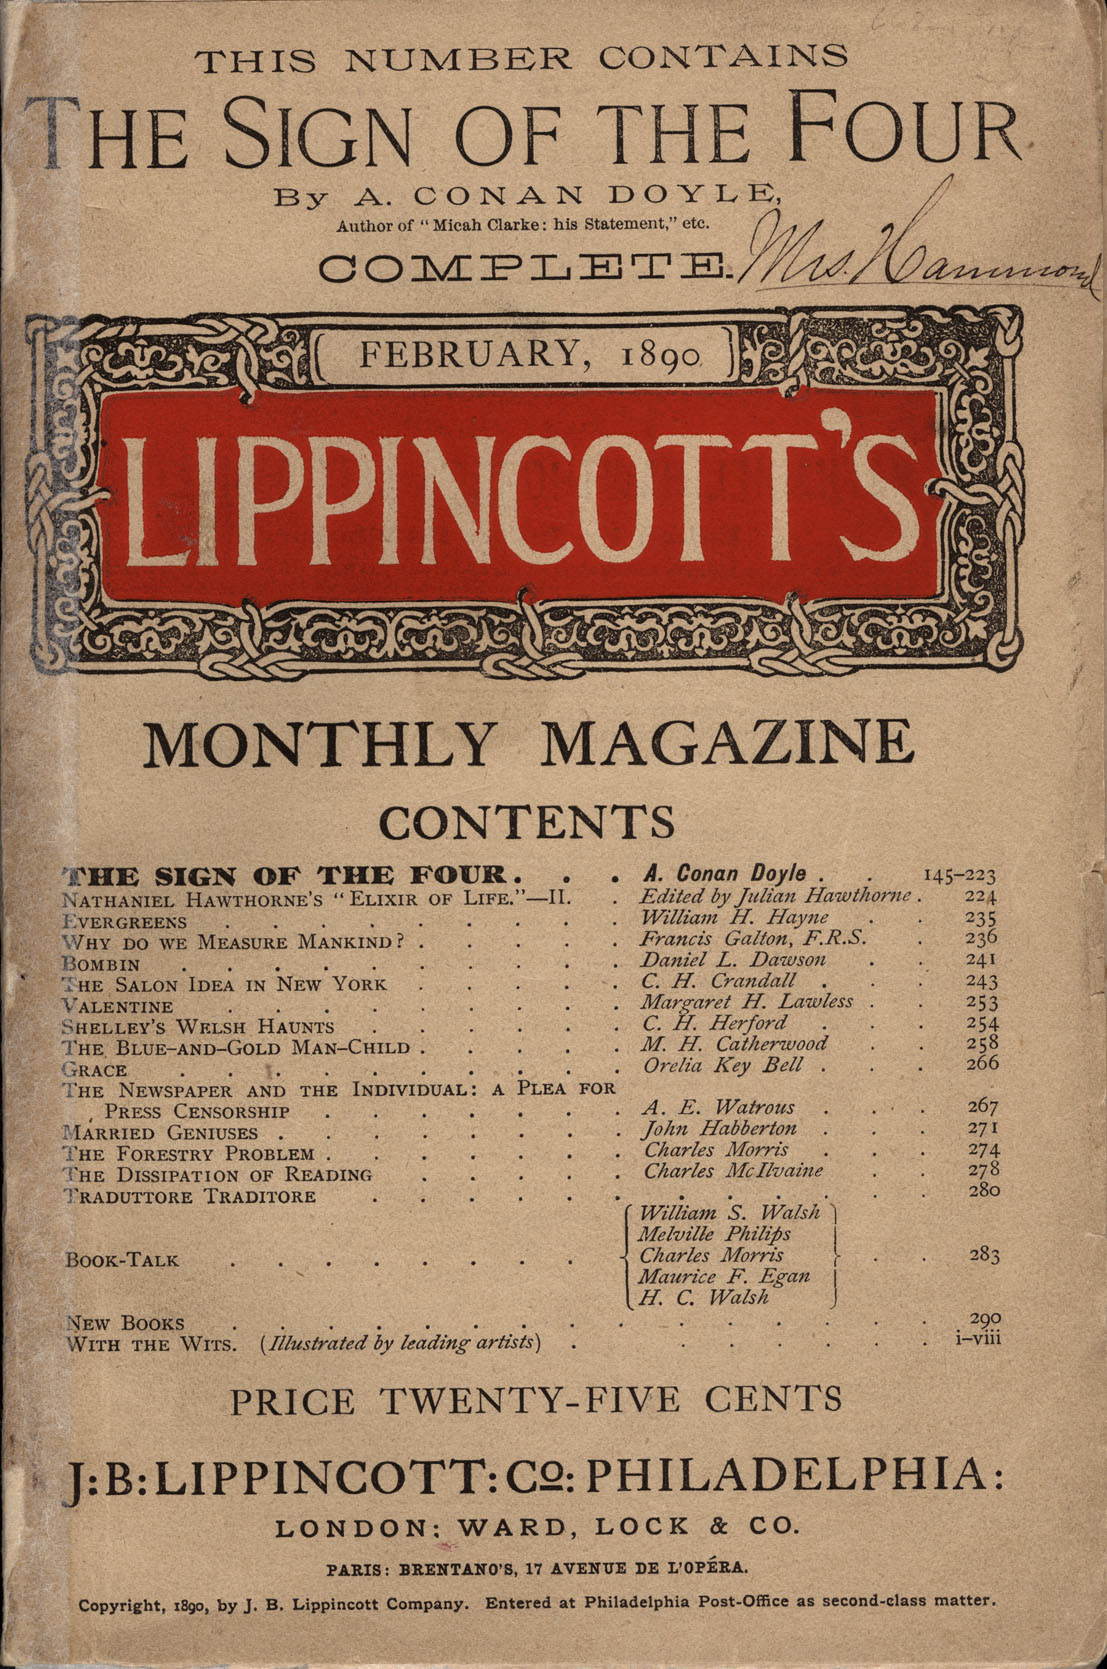 THIS NUMBER CONTAINS
THE SIGN OF THE FOUR
By A. CONAN DOYLE,
Author of "Micah Clarke: his Statement," etc.
COMPLETE.
Mrs. Hammond
FEBRUARY, 1890
LIPPINCOTT'S
MONTHLY MAGAZINE
CONTENTS
THE SIGN OF THE FOUR. . . . A. Conan Doyle . . 145–223
NATHANIEL HAWTHORNE'S "ELIXIR OF LIFE."—II. . Edited by Julian Hawthorne . 224
EVERGREENS . . . . . . . . . William H. Hayne . . 235
WHY DO WE MEASURE MANKIND? . . . . . Francis Galton, F.R.S. . 236
BOMBIN . . . . . . . . . . Daniel L. Dawson . . 241
THE SALON IDEA IN NEW YORK . . . . . C. H. Crandall . . . 243
VALENTINE . . . . . . . . . Margaret H. Lawless . . 253
SHELLEY'S WELSH HAUNTS . . . . . . C. H. Herford . . . 254
THE BLUE-AND-GOLD MAN-CHILD . . . . . M. H. Catherwood . . 258
GRACE . . . . . . . . . . Orelia Key Bell . . . 266
THE NEWSPAPER AND THE INDIVIDUAL: A PLEA FOR
PRESS CENSORSHIP . . . . . . . A. E. Watrous . . . 267
MARRIED GENIUSES . . . . . . . . John Habberton . . . 271
THE FORESTRY PROBLEM . . . . . . . Charles Morris . . . 274
THE DISSIPATION OF READING . . . . . Charles McIlvaine . . 278
TRADUTTORE TRADITORE . . . . . . . . . . . . 280
William S. Walsh
Melville Philips
BOOK-TALK . . . . . . . . Charles Morris . . 283
Maurice F. Egan
H. C. Walsh
NEW BOOKS . . . . . . . . . . . . . . . 290
WITH THE WITS. (Illustrated by leading artists) . . . . . . . i–viii
PRICE TWENTY-FIVE CENTS
J:B:LIPPINCOTT:Co:PHILADELPHIA:
LONDON: WARD, LOCK & CO.
PARIS: BRENTANO'S, 17 AVENUE DE L'OPÉRA.
Copyright, 1890, by J. B. Lippincott Company. Entered at Philadelphia Post-Office as second-class matter.